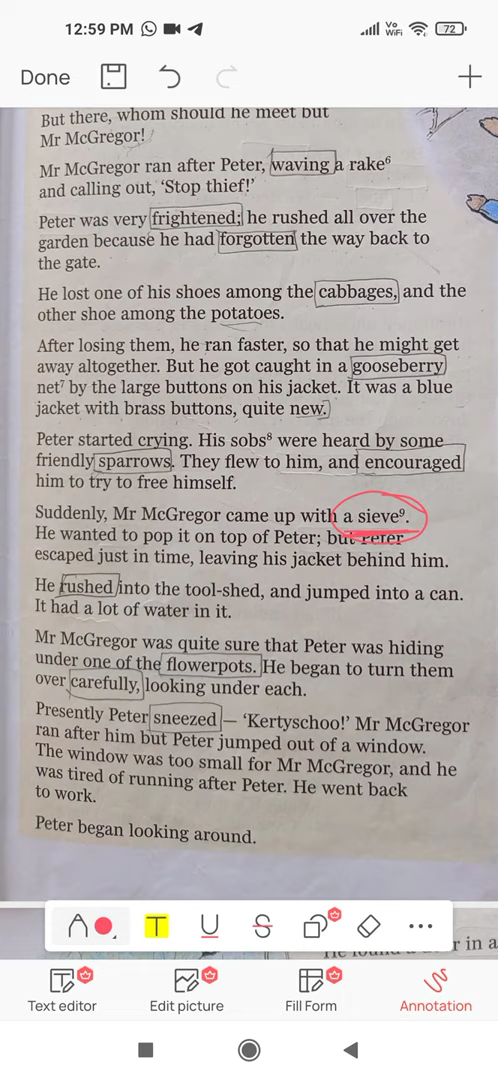 12:59 PM
Vo
WiFi
72
Done
But there, whom should he meet but
Mr McGregor!
Mr McGregor ran after Peter, waving a rake⁶
and calling out, ‘Stop thief!’
Peter was very frightened; he rushed all over the
garden because he had forgotten the way back to
the gate.
He lost one of his shoes among the cabbages, and the
other shoe among the potatoes.
After losing them, he ran faster, so that he might get
away altogether. But he got caught in a gooseberry
net⁷ by the large buttons on his jacket. It was a blue
jacket with brass buttons, quite new.
Peter started crying. His sobs⁸ were heard by some
friendly sparrows. They flew to him, and encouraged
him to try to free himself.
Suddenly, Mr McGregor came up with a sieve⁹.
He wanted to pop it on top of Peter; but Peter
escaped just in time, leaving his jacket behind him.
He rushed into the tool-shed, and jumped into a can.
It had a lot of water in it.
Mr McGregor was quite sure that Peter was hiding
under one of the flowerpots. He began to turn them
over carefully, looking under each.
Presently Peter sneezed — ‘Kertyschoo!’ Mr McGregor
ran after him but Peter jumped out of a window.
The window was too small for Mr McGregor, and he
was tired of running after Peter. He went back
to work.
Peter began looking around.
T
U
S
r in a
Text editor
Edit picture
Fill Form
Annotation